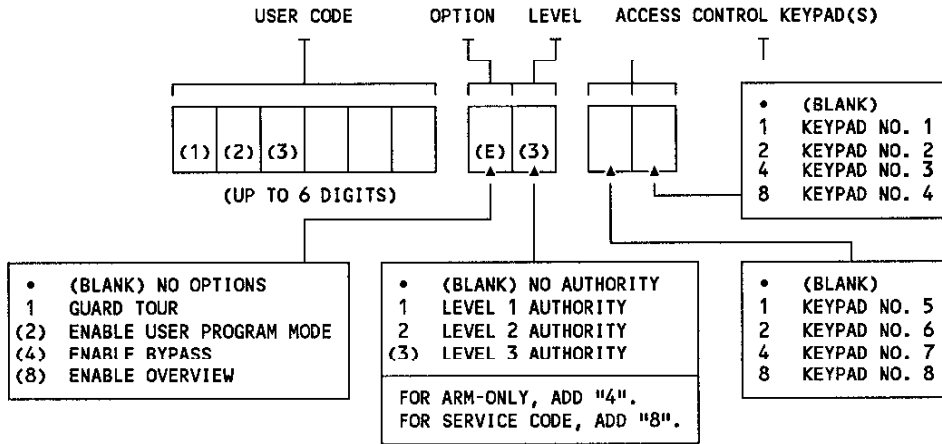 USER CODE OPTION LEVEL ACCESS CONTROL KEYPAD(S)
(1) (2) (3) (E) (3)
(UP TO 6 DIGITS)
• (BLANK)
1 KEYPAD NO. 1
2 KEYPAD NO. 2
4 KEYPAD NO. 3
8 KEYPAD NO. 4
• (BLANK) NO OPTIONS
1 GUARD TOUR
(2) ENABLE USER PROGRAM MODE
(4) ENABLE BYPASS
(8) ENABLE OVERVIEW
• (BLANK) NO AUTHORITY
1 LEVEL 1 AUTHORITY
2 LEVEL 2 AUTHORITY
(3) LEVEL 3 AUTHORITY
FOR ARM-ONLY, ADD "4".
FOR SERVICE CODE, ADD "8".
• (BLANK)
1 KEYPAD NO. 5
2 KEYPAD NO. 6
4 KEYPAD NO. 7
8 KEYPAD NO. 8